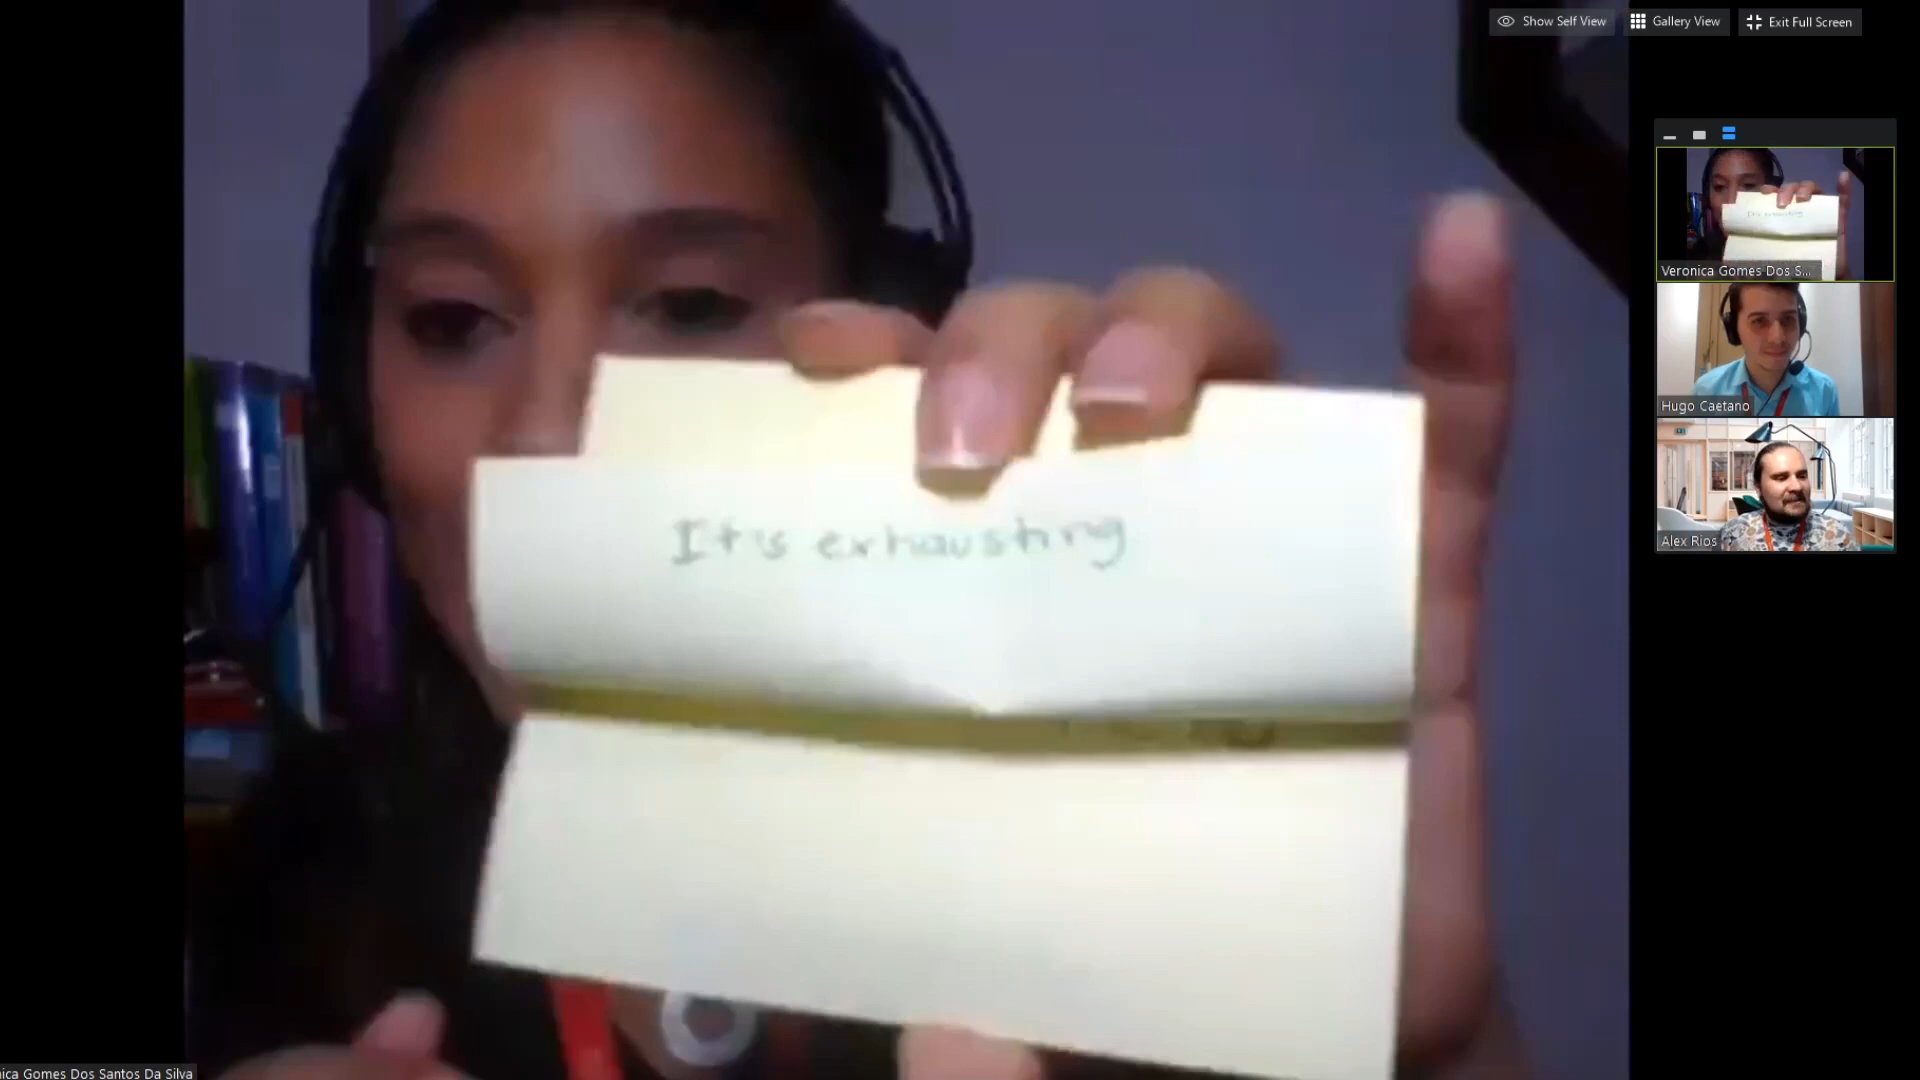 Show Self View
Gallery View
Exit Full Screen
It's exhausting
Veronica Gomes Dos S...
Hugo Caetano
Alex Rios
ica Gomes Dos Santos Da Silva